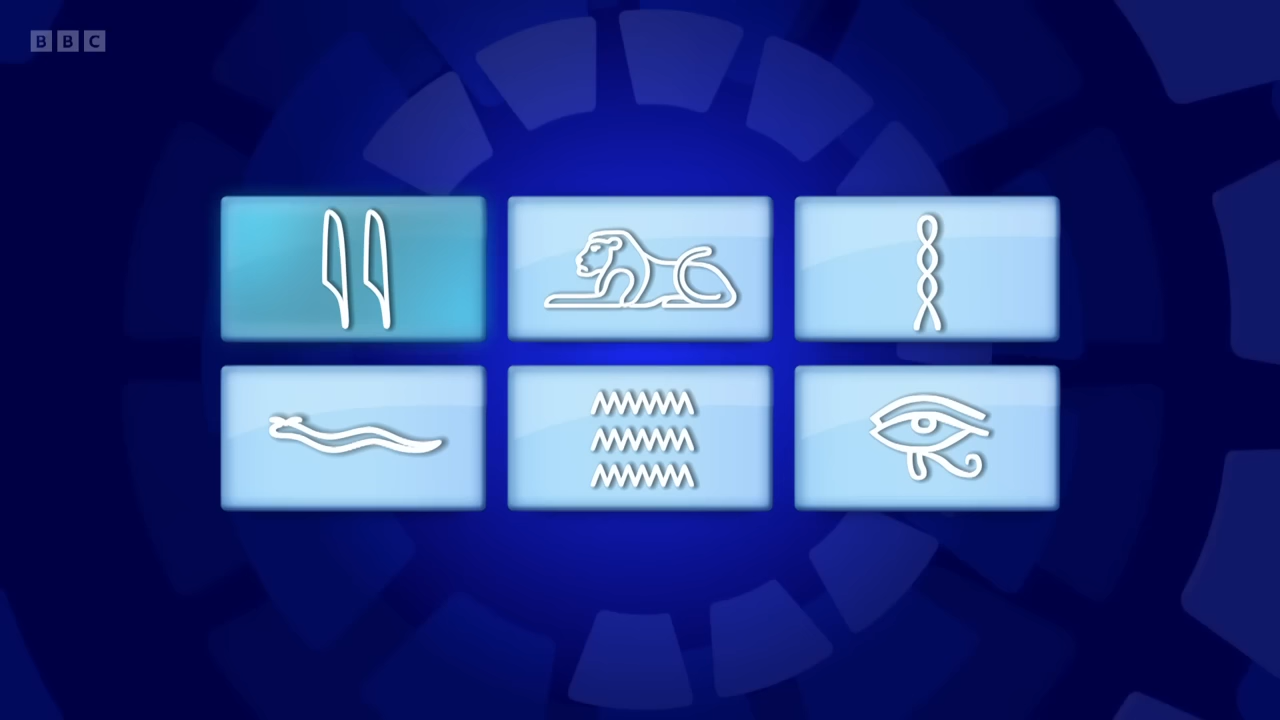 BBC
𓇌 𓃭 𓎛
𓆑 𓈗 𓂀